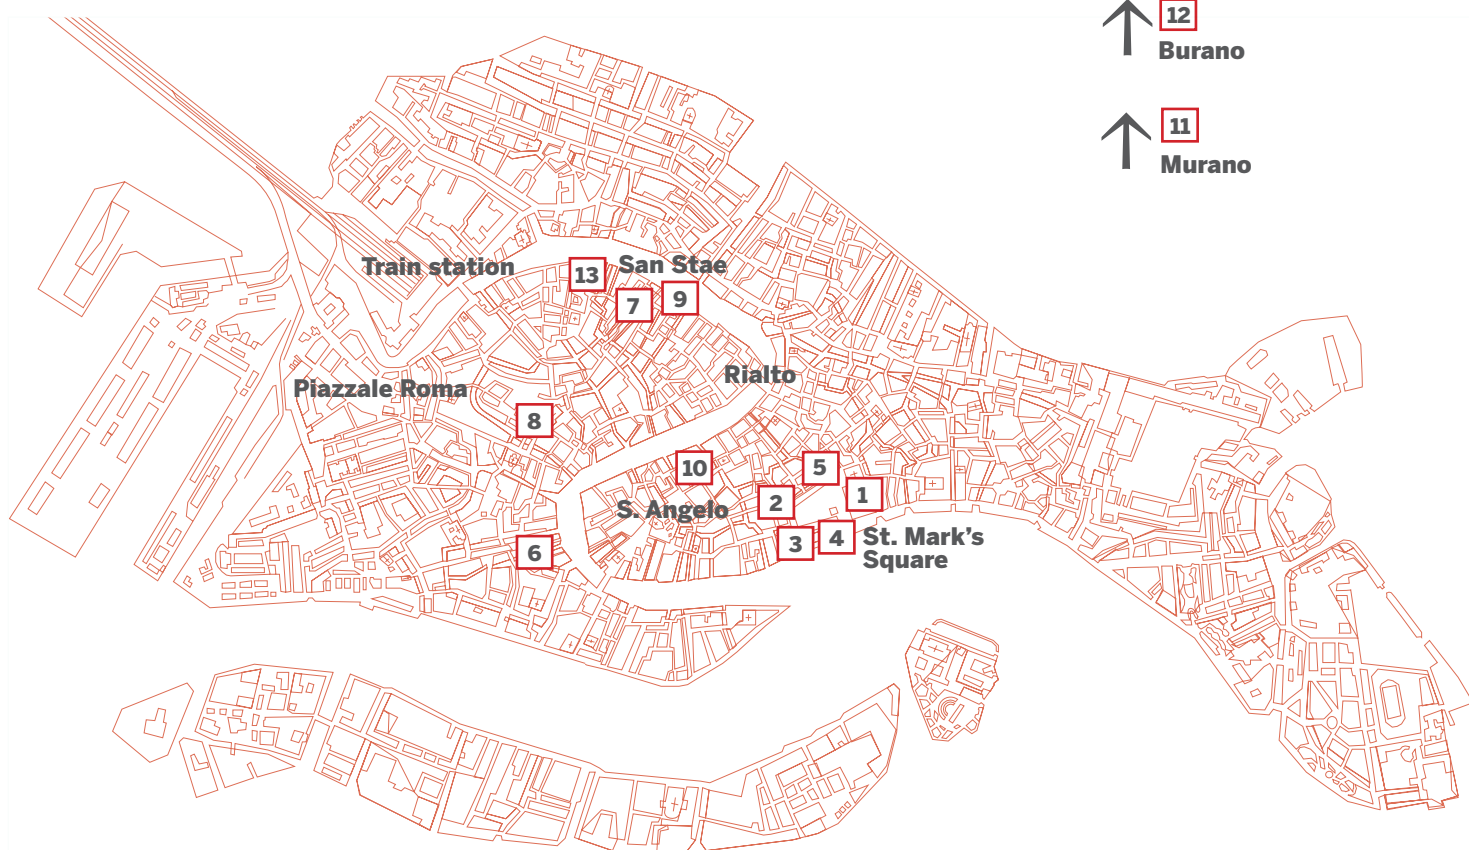 12
Burano
11
Murano
Train station
13
San Stae
7
9
Rialto
Piazzale Roma
8
10
5
S. Angelo
2
1
3
4
St. Mark's
Square
6